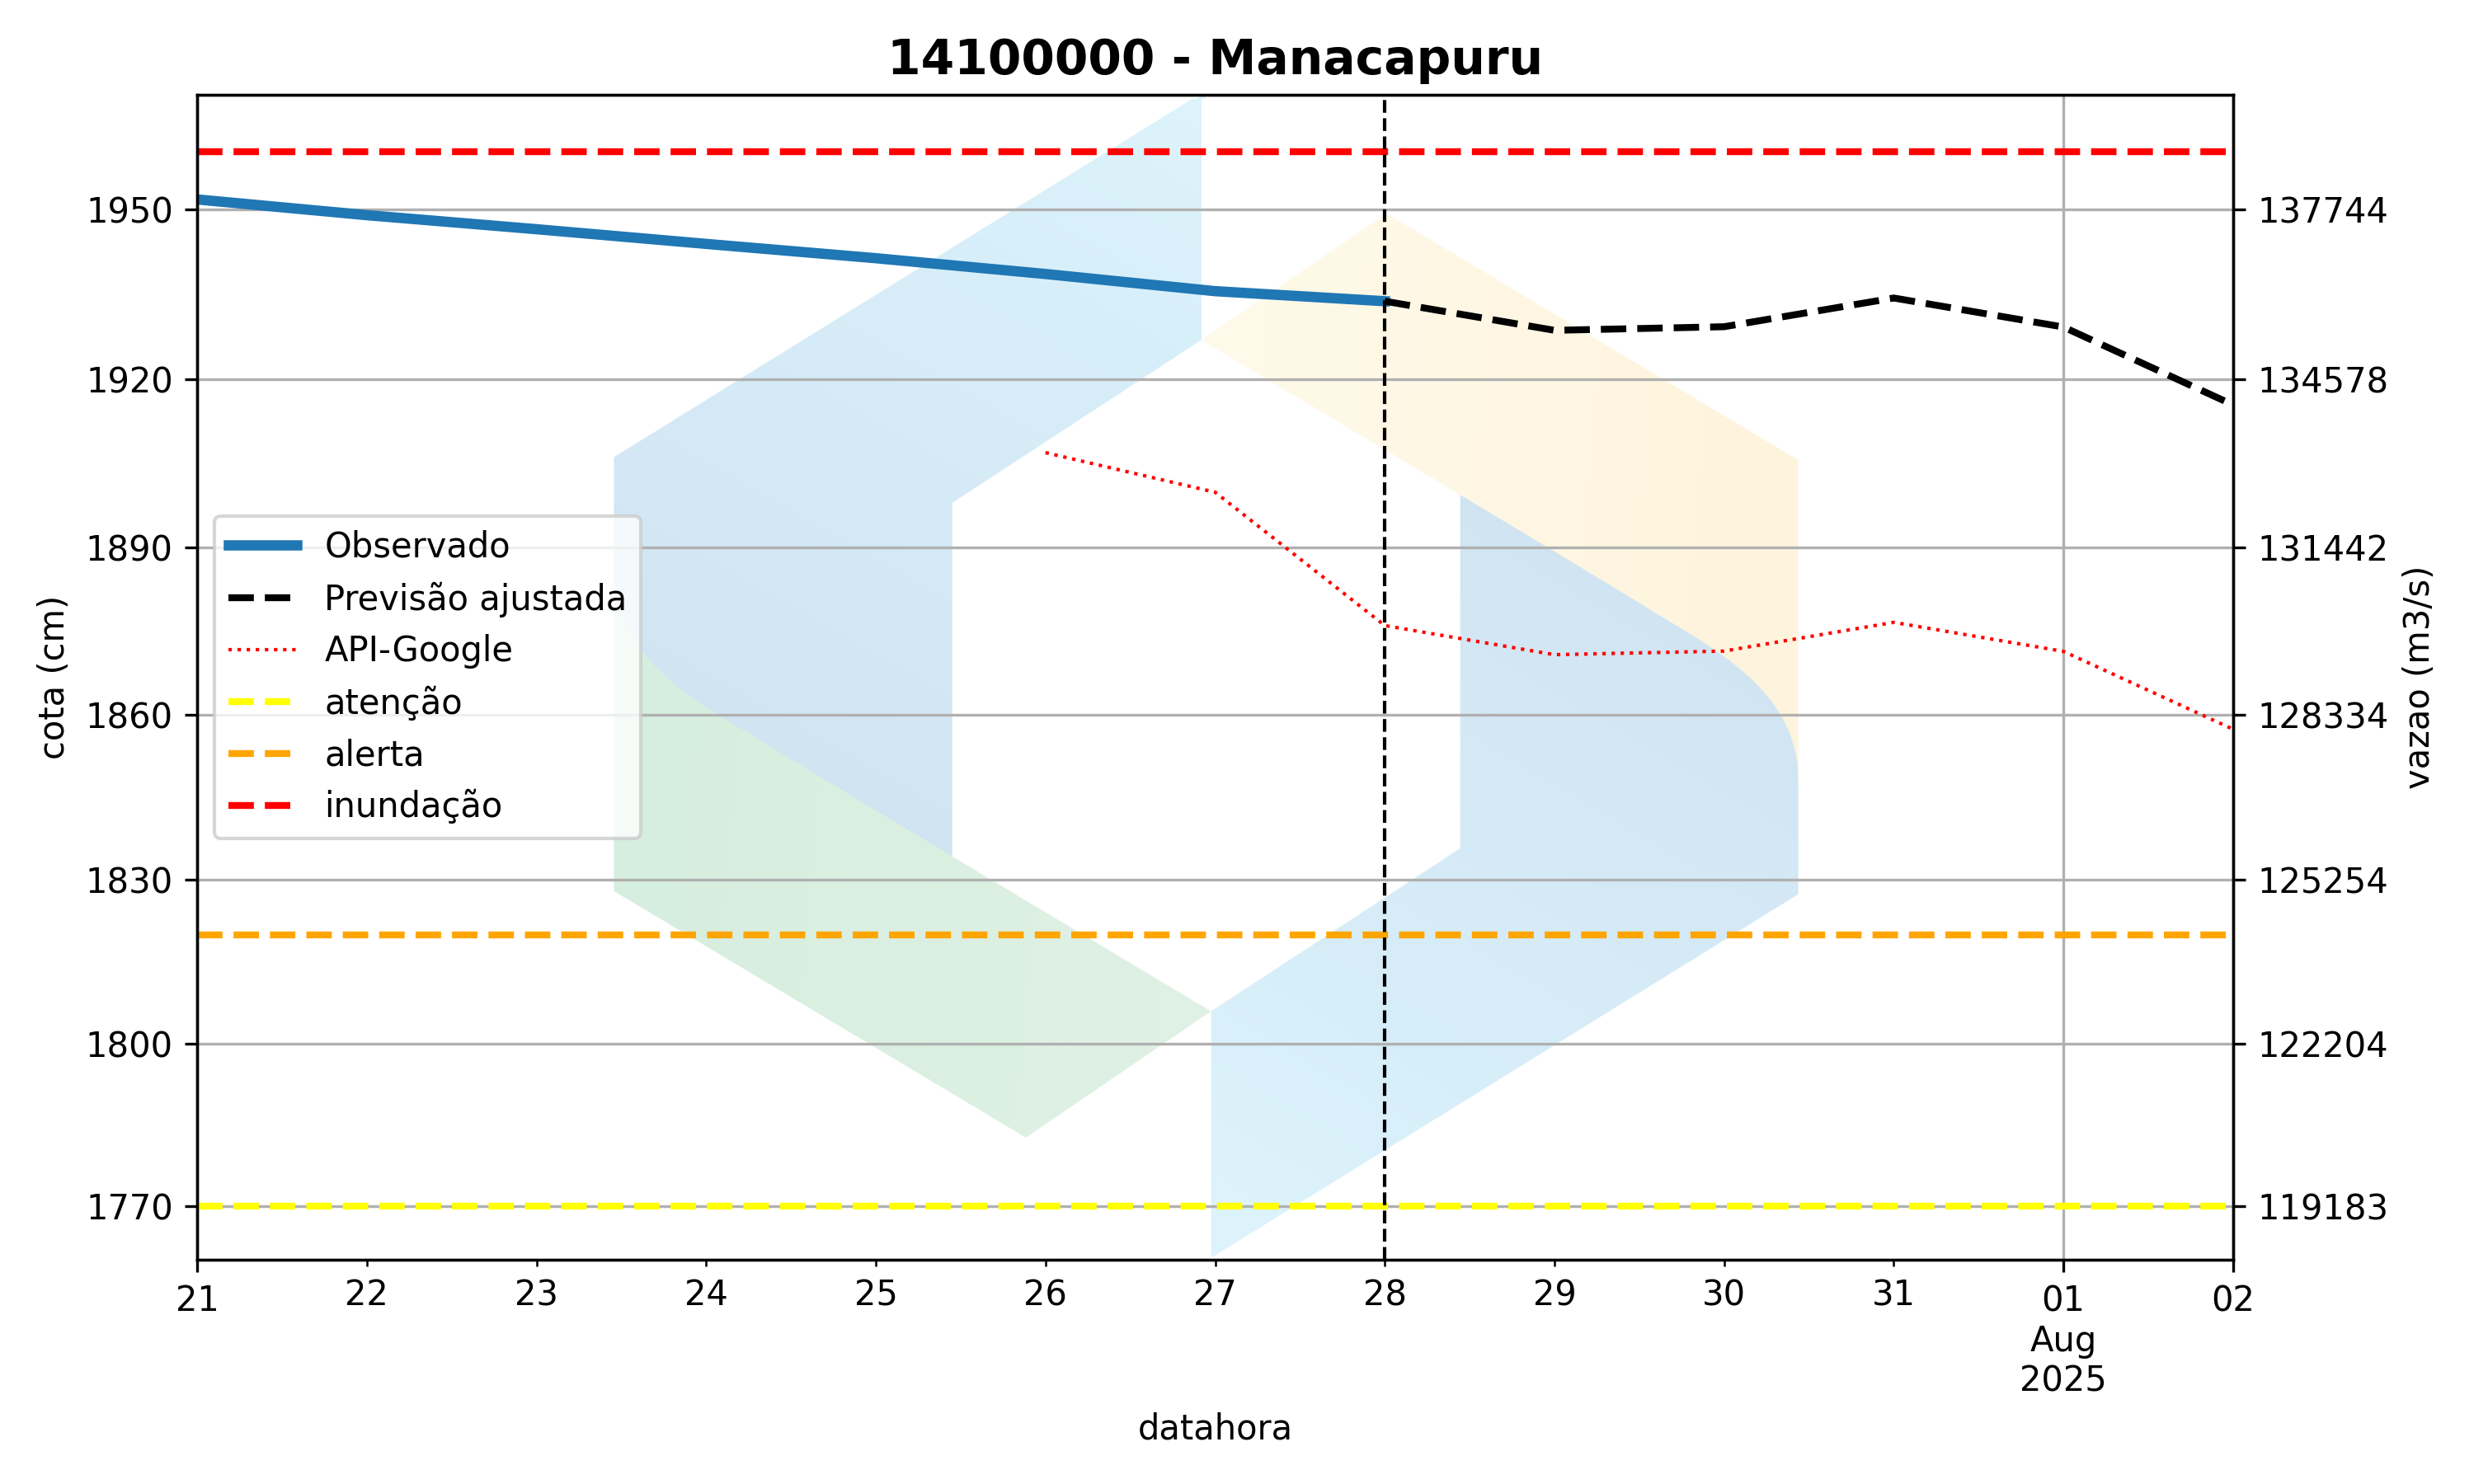 14100000 - Manacapuru
1950
1920
1890
1860
1830
1800
1770
cota (cm)
137744
134578
131442
128334
125254
122204
119183
vazao (m3/s)
Observado
Previsão ajustada
API-Google
atenção
alerta
inundação
21 22 23 24 25 26 27 28 29 30 31 01 02
Aug
2025
datahora